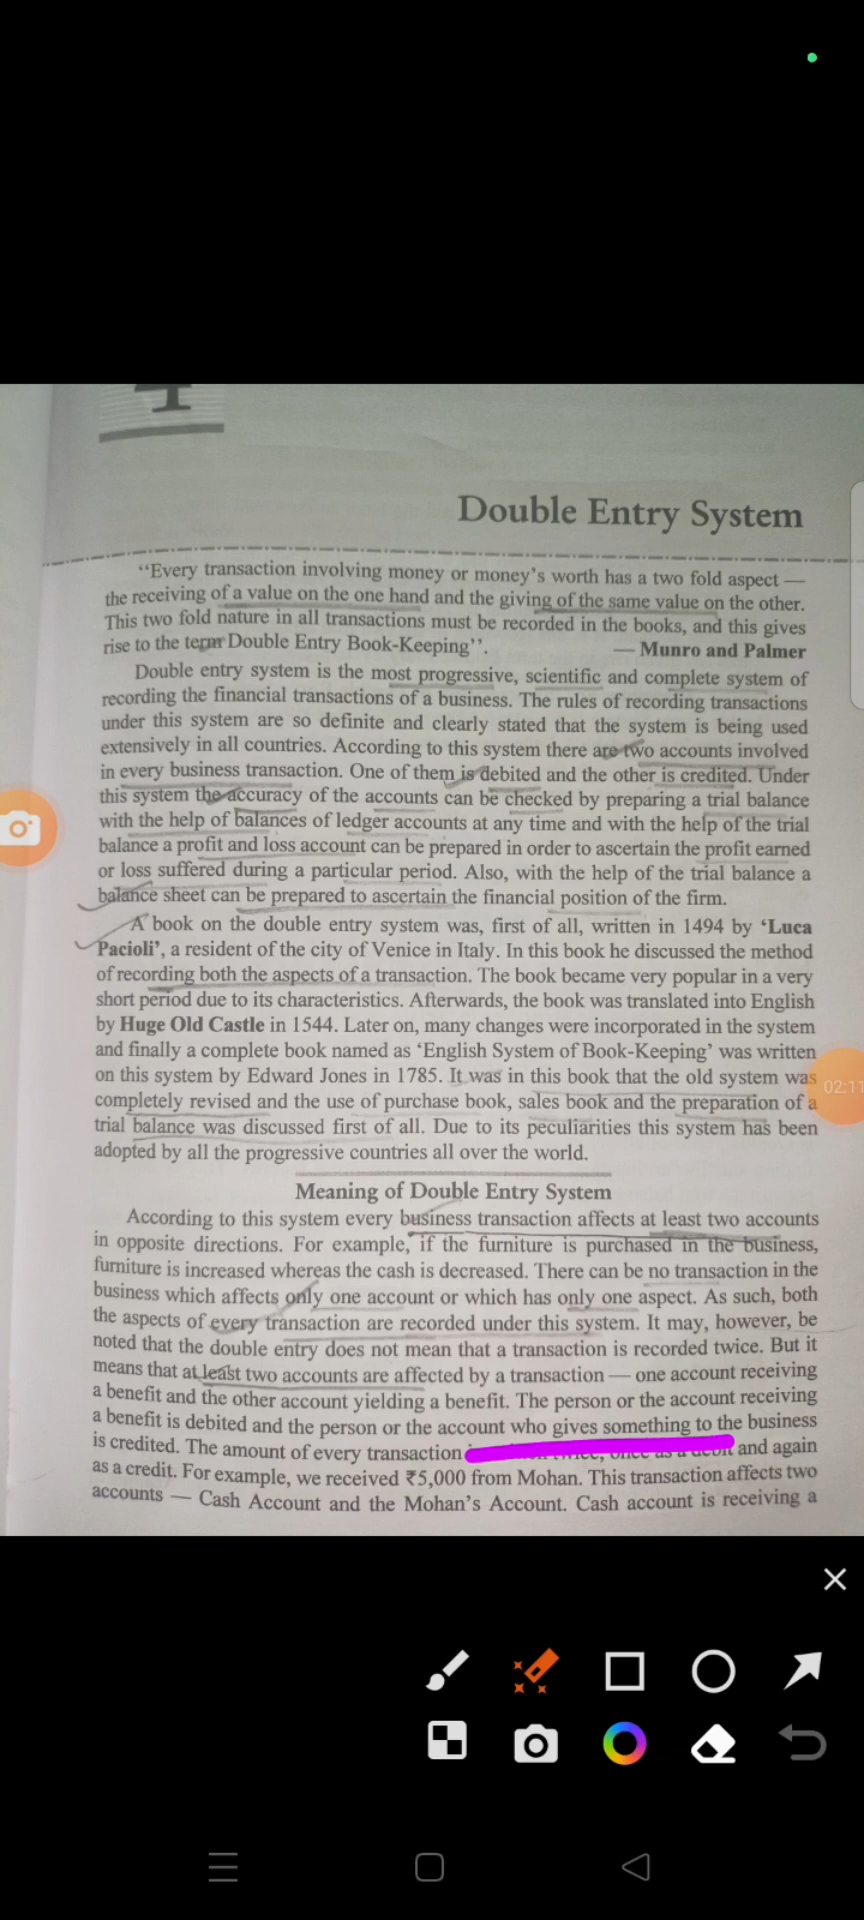 Double Entry System
“Every transaction involving money or money’s worth has a two fold aspect —
the receiving of a value on the one hand and the giving of the same value on the other.
This two fold nature in all transactions must be recorded in the books, and this gives
rise to the term Double Entry Book-Keeping”. — Munro and Palmer
Double entry system is the most progressive, scientific and complete system of
recording the financial transactions of a business. The rules of recording transactions
under this system are so definite and clearly stated that the system is being used
extensively in all countries. According to this system there are two accounts involved
in every business transaction. One of them is debited and the other is credited. Under
this system the accuracy of the accounts can be checked by preparing a trial balance
with the help of balances of ledger accounts at any time and with the help of the trial
balance a profit and loss account can be prepared in order to ascertain the profit earned
or loss suffered during a particular period. Also, with the help of the trial balance a
balance sheet can be prepared to ascertain the financial position of the firm.
A book on the double entry system was, first of all, written in 1494 by ‘Luca
Pacioli’, a resident of the city of Venice in Italy. In this book he discussed the method
of recording both the aspects of a transaction. The book became very popular in a very
short period due to its characteristics. Afterwards, the book was translated into English
by Huge Old Castle in 1544. Later on, many changes were incorporated in the system
and finally a complete book named as ‘English System of Book-Keeping’ was written
on this system by Edward Jones in 1785. It was in this book that the old system was
completely revised and the use of purchase book, sales book and the preparation of a
trial balance was discussed first of all. Due to its peculiarities this system has been
adopted by all the progressive countries all over the world.
Meaning of Double Entry System
According to this system every business transaction affects at least two accounts
in opposite directions. For example, if the furniture is purchased in the business,
furniture is increased whereas the cash is decreased. There can be no transaction in the
business which affects only one account or which has only one aspect. As such, both
the aspects of every transaction are recorded under this system. It may, however, be
noted that the double entry does not mean that a transaction is recorded twice. But it
means that at least two accounts are affected by a transaction — one account receiving
a benefit and the other account yielding a benefit. The person or the account receiving
a benefit is debited and the person or the account who gives something to the business
is credited. The amount of every transaction and again
as a credit. For example, we received ₹5,000 from Mohan. This transaction affects two
accounts — Cash Account and the Mohan’s Account. Cash account is receiving a
02:11